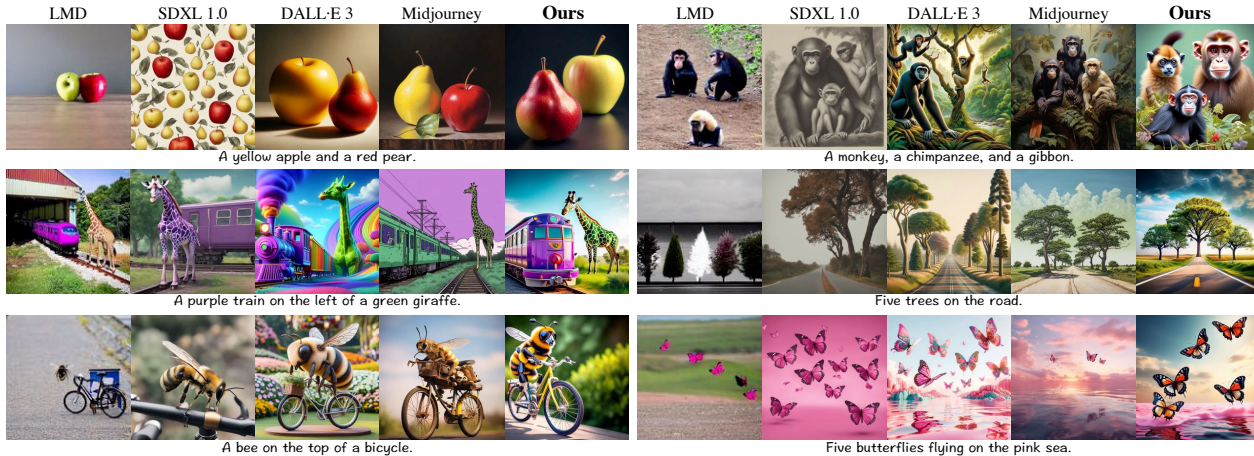 LMD SDXL 1.0 DALL·E 3 Midjourney Ours LMD SDXL 1.0 DALL·E 3 Midjourney Ours
A yellow apple and a red pear. A monkey, a chimpanzee, and a gibbon.
A purple train on the left of a green giraffe. Five trees on the road.
A bee on the top of a bicycle. Five butterflies flying on the pink sea.